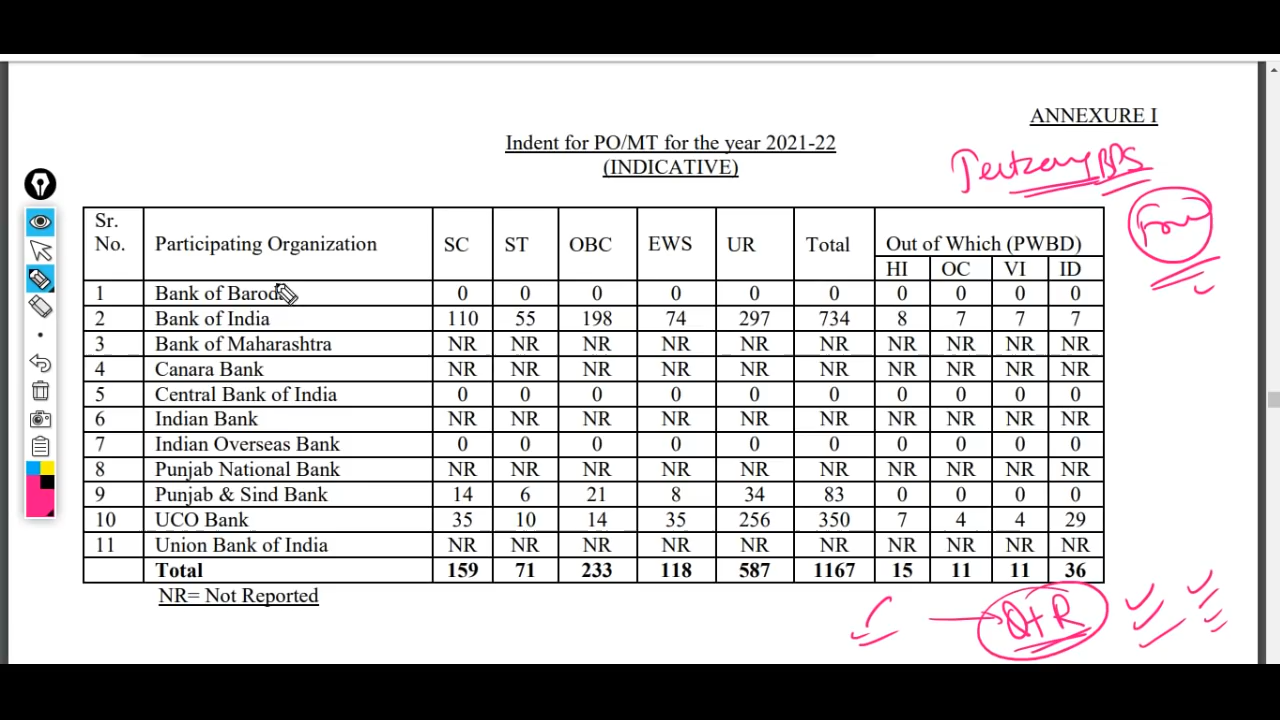 ANNEXURE I
Indent for PO/MT for the year 2021-22
(INDICATIVE)
Sr. No. Participating Organization SC ST OBC EWS UR Total Out of Which (PWBD)
HI OC VI ID
1 Bank of Baroda 0 0 0 0 0 0 0 0 0 0
2 Bank of India 110 55 198 74 297 734 8 7 7 7
3 Bank of Maharashtra NR NR NR NR NR NR NR NR NR NR
4 Canara Bank NR NR NR NR NR NR NR NR NR NR
5 Central Bank of India 0 0 0 0 0 0 0 0 0 0
6 Indian Bank NR NR NR NR NR NR NR NR NR NR
7 Indian Overseas Bank 0 0 0 0 0 0 0 0 0 0
8 Punjab National Bank NR NR NR NR NR NR NR NR NR NR
9 Punjab & Sind Bank 14 6 21 8 34 83 0 0 0 0
10 UCO Bank 35 10 14 35 256 350 7 4 4 29
11 Union Bank of India NR NR NR NR NR NR NR NR NR NR
Total 159 71 233 118 587 1167 15 11 11 36
NR= Not Reported
Q+R